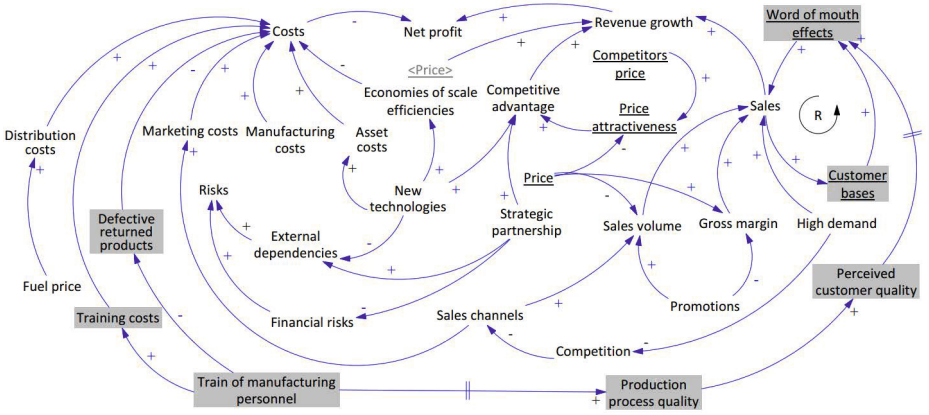 Costs
Net profit
Revenue growth
Word of mouth
effects
<Price>
Competitors
price
Economies of scale
efficiencies
Competitive
advantage
Price
attractiveness
Sales
R
Distribution
costs
Marketing costs
Manufacturing
costs
Asset
costs
Price
Customer
bases
Risks
New
technologies
Defective
returned
products
External
dependencies
Strategic
partnership
Sales volume
Gross margin
High demand
Fuel price
Perceived
customer quality
Training costs
Financial risks
Sales channels
Promotions
Competition
Train of manufacturing
personnel
Production
process quality